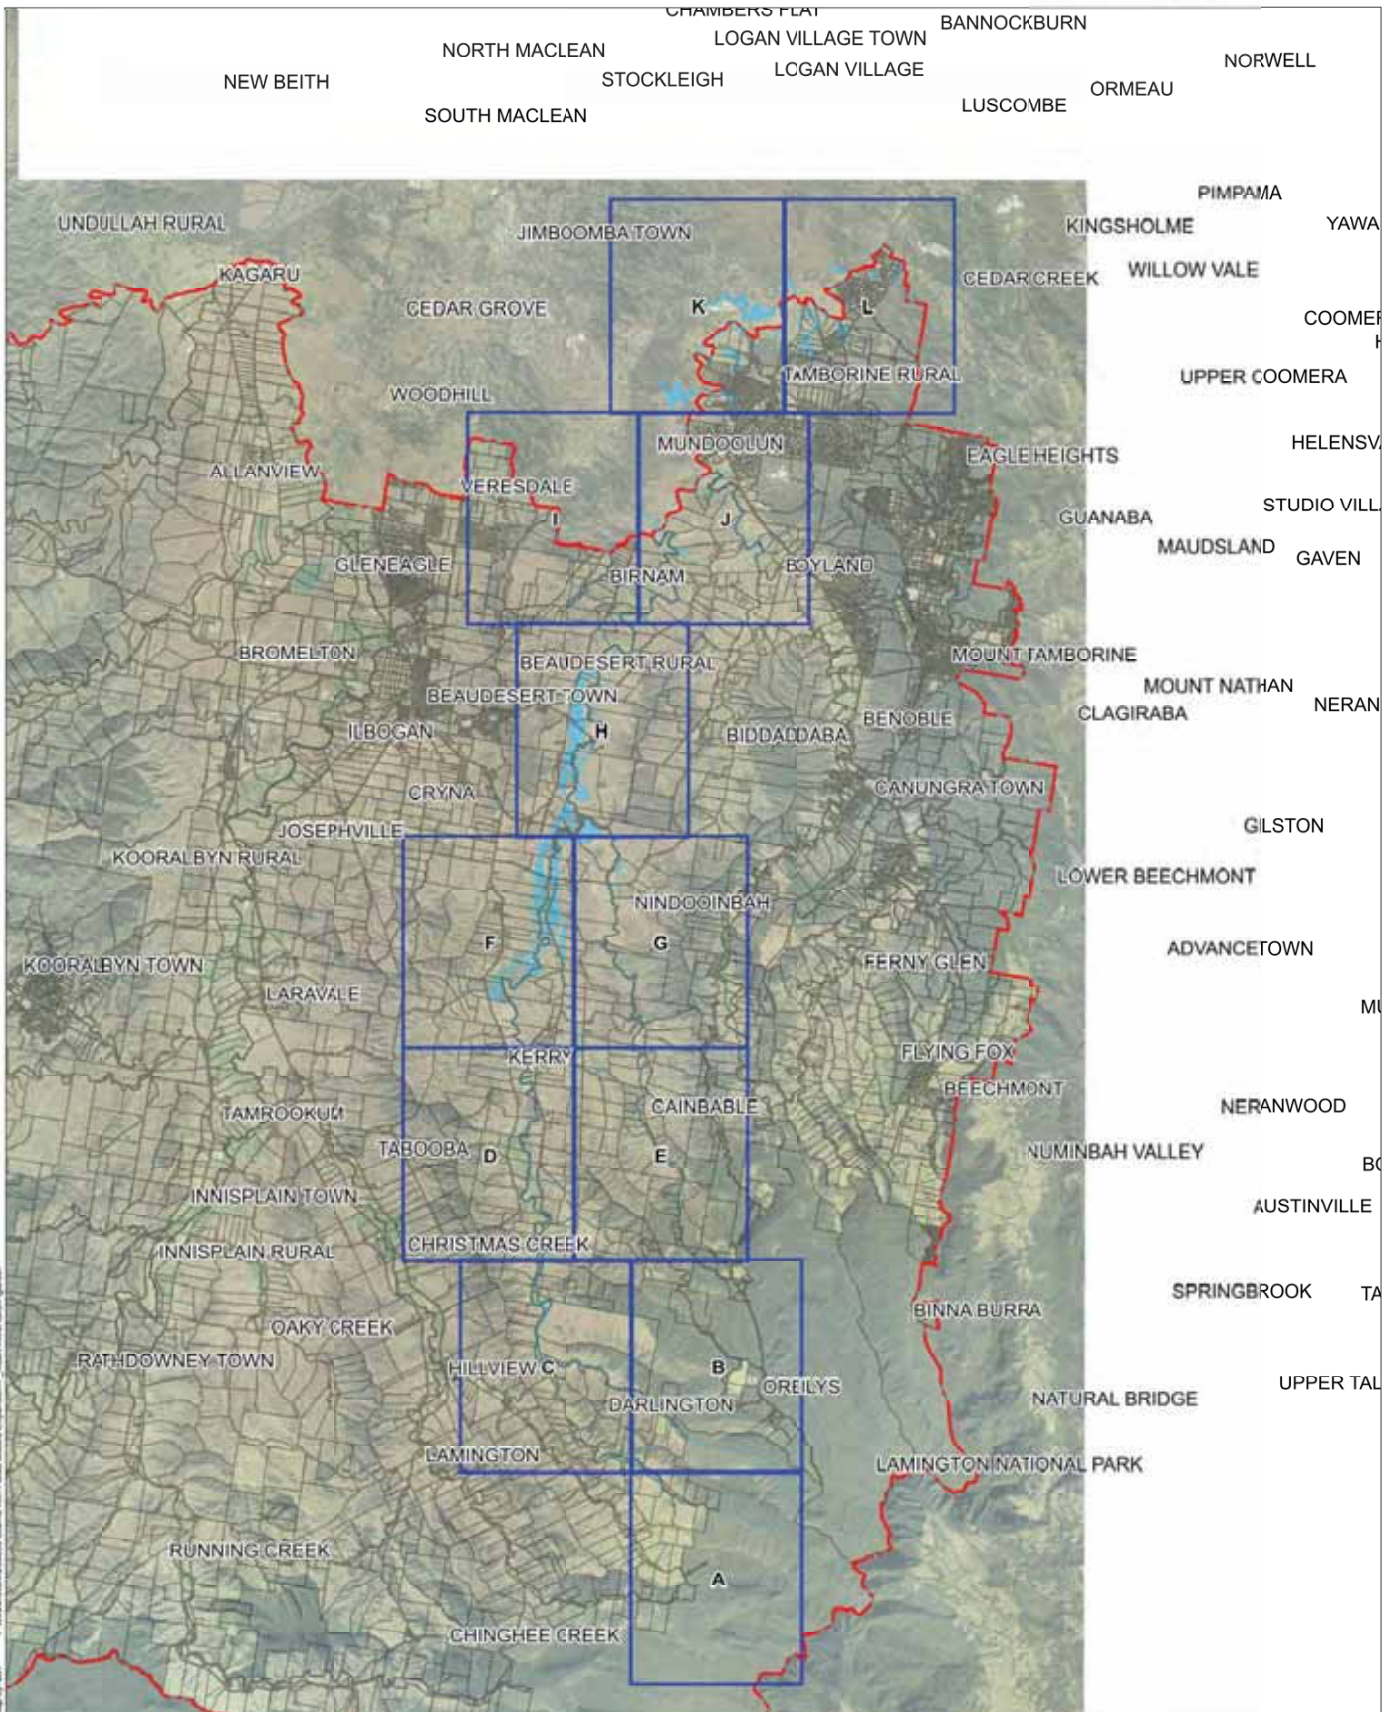 CHAMBERS FLAT
BANNOCKBURN
LOGAN VILLAGE TOWN
NORTH MACLEAN
NORWELL
LOGAN VILLAGE
STOCKLEIGH
NEW BEITH
ORMEAU
LUSCOMBE
SOUTH MACLEAN
PIMPAMA
UNDULLAH RURAL
KINGSHOLME
YAWA
JIMBOOMBA TOWN
WILLOW VALE
KAGARU
CEDAR CREEK
CEDAR GROVE
K
L
COOMER
H
TAMBORINE RURAL
UPPER COOMERA
WOODHILL
MUNDOOLUN
HELENSVA
EAGLE HEIGHTS
ALLANVIEW
VERESDALE
STUDIO VILL
GUANABA
I
J
MAUDSLAND
GAVEN
GLENEAGLE
BOYLAND
BIRNAM
BROMELTON
MOUNT TAMBORINE
BEAUDESERT RURAL
MOUNT NATHAN
BEAUDESERT TOWN
NERAN
CLAGIRABA
BENOBLE
ILBOGAN
H
BIDDADDABA
CANUNGRA TOWN
CRYNA
GILSTON
JOSEPHVILLE
KOORALBYN RURAL
LOWER BEECHMONT
NINDOOINBAH
F
G
ADVANCETOWN
FERNY GLEN
KOORALBYN TOWN
LARAVALE
MU
FLYING FOX
KERRY
BEECHMONT
CAINBABLE
NERANWOOD
TAMROOKUM
TABOOBA
D
E
NUMINBAH VALLEY
BO
INNISPLAIN TOWN
AUSTINVILLE
CHRISTMAS CREEK
INNISPLAIN RURAL
SPRINGBROOK
TA
BINNA BURRA
OAKY CREEK
RATHDOWNEY TOWN
HILLVIEW
C
B
OREILYS
UPPER TAL
NATURAL BRIDGE
DARLINGTON
LAMINGTON
LAMINGTON NATIONAL PARK
RUNNING CREEK
A
CHINGHEE CREEK